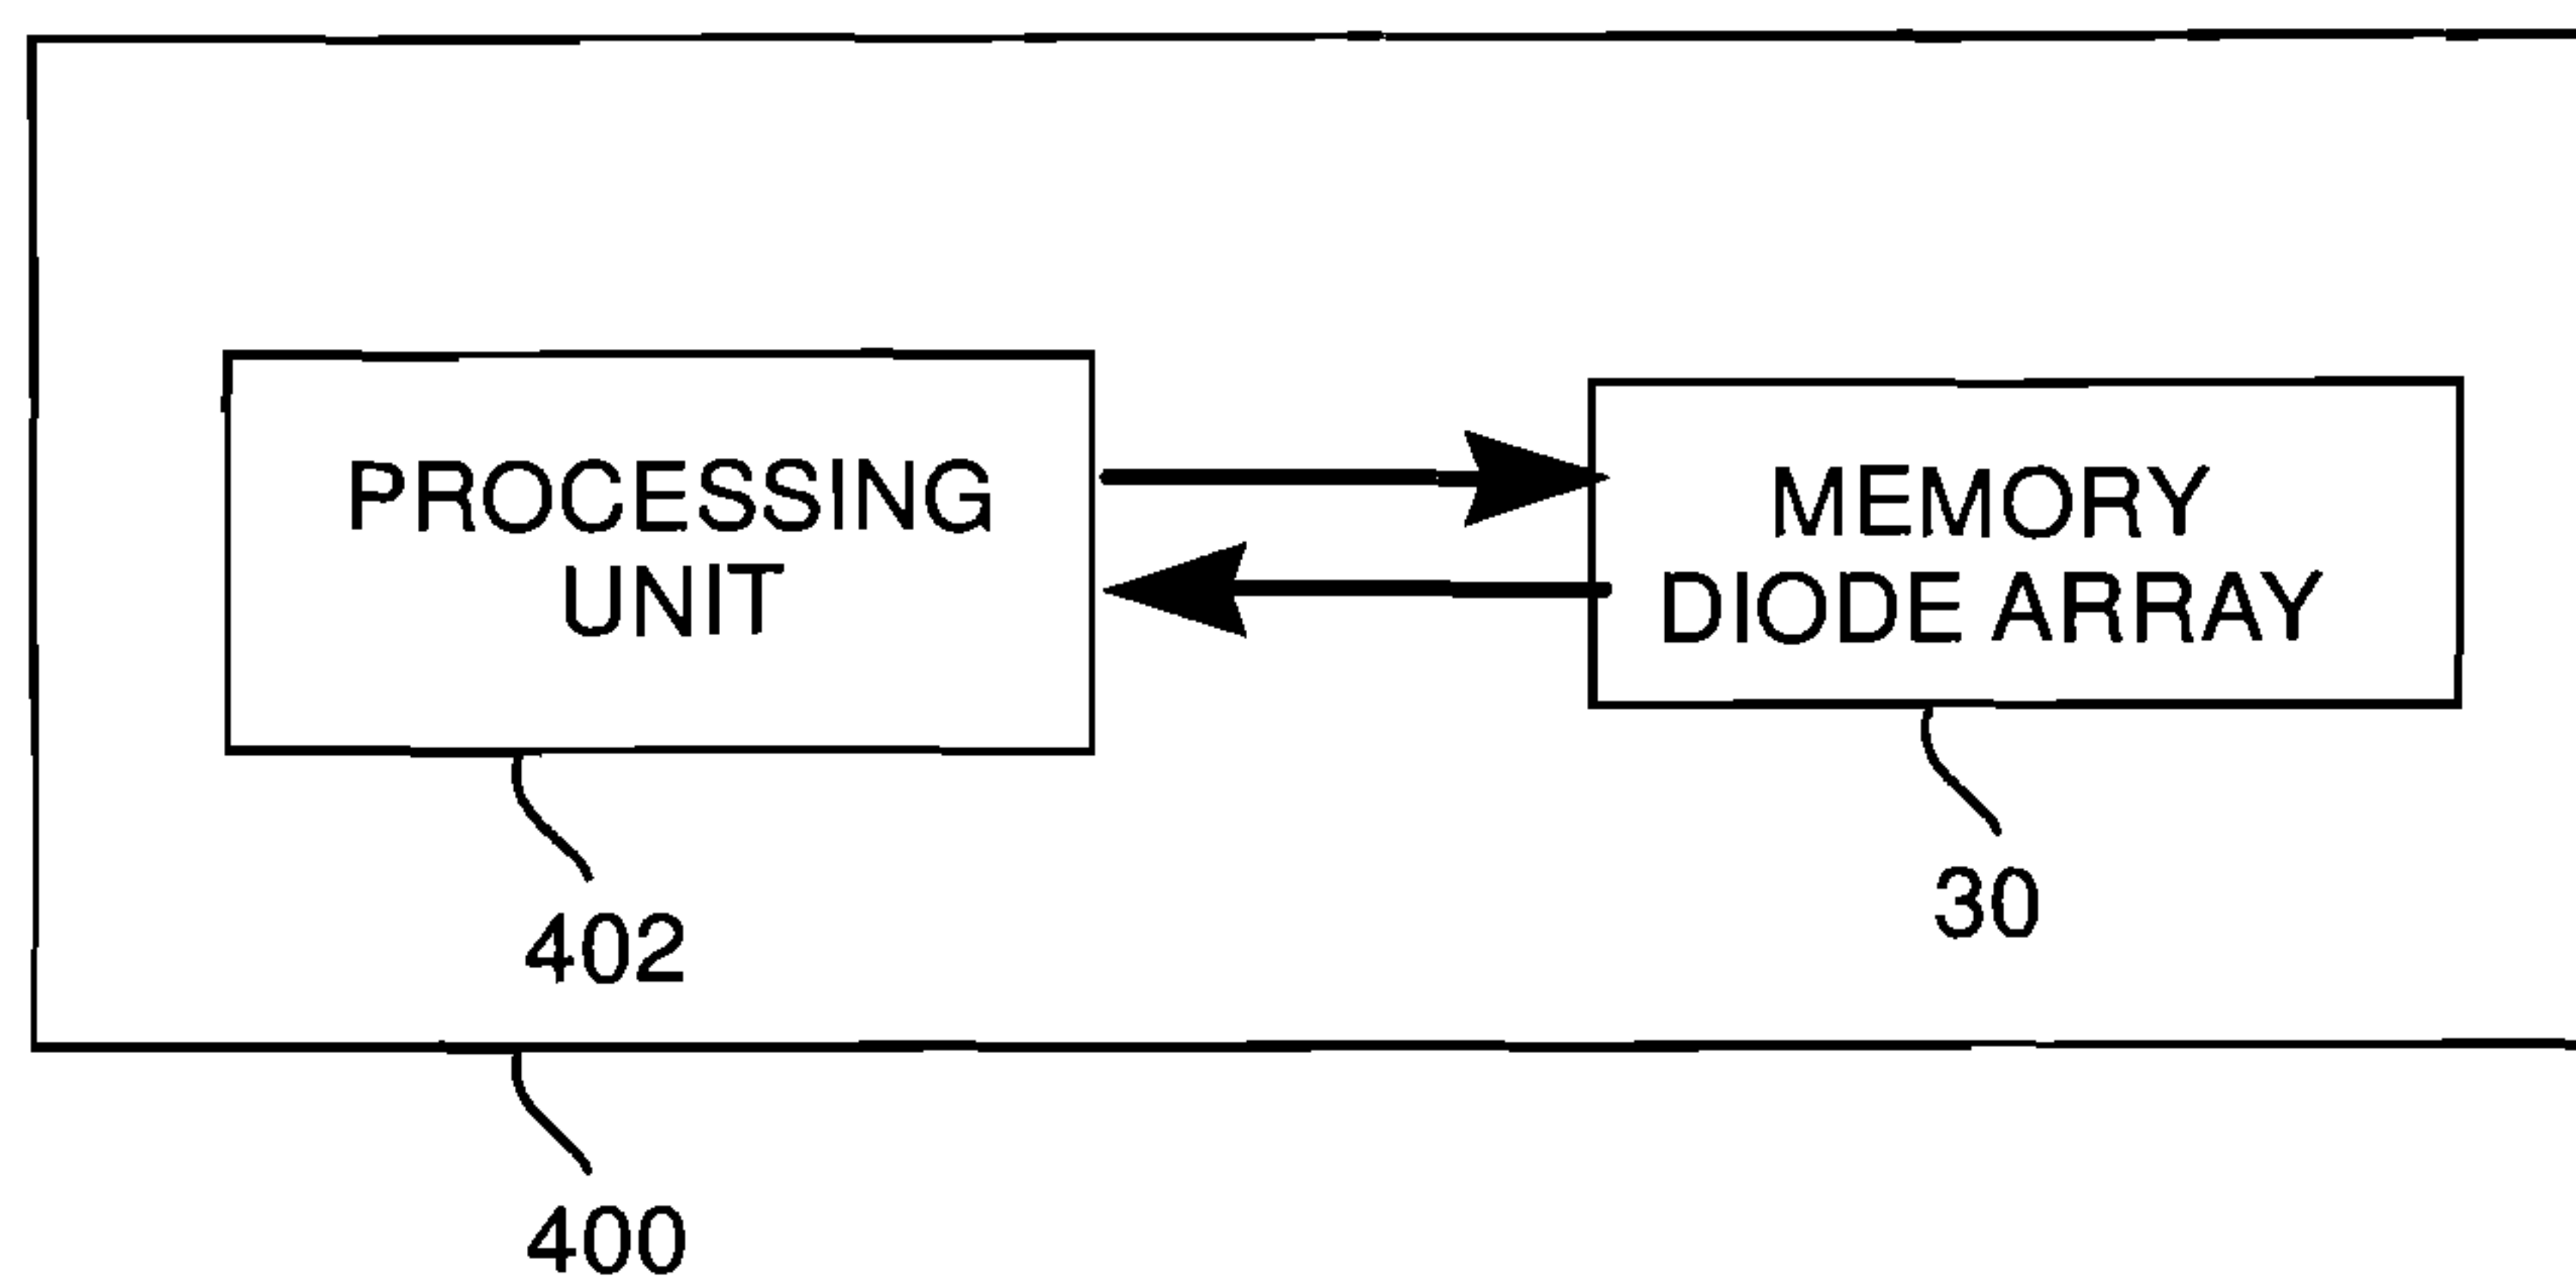 PROCESSING
UNIT
MEMORY
DIODE ARRAY
402
30
400